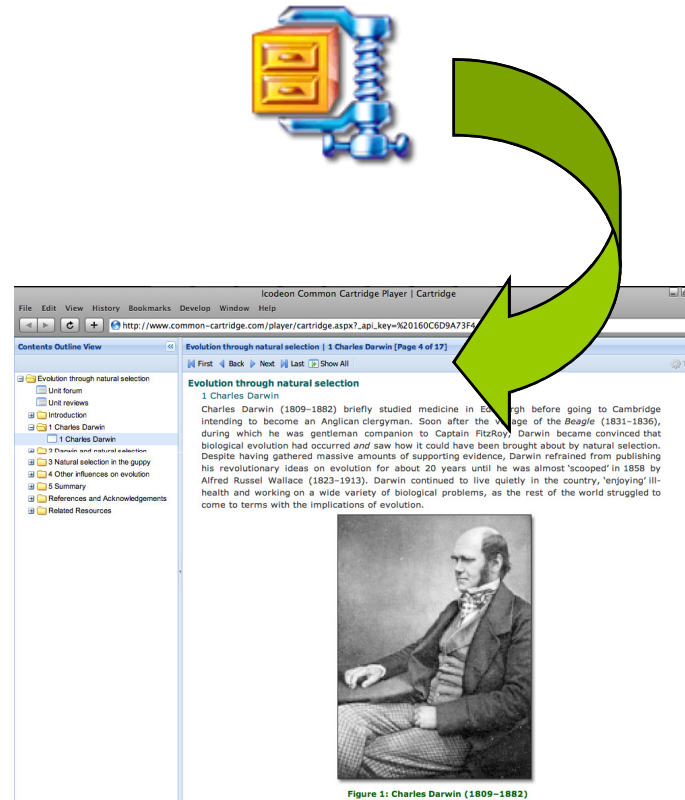 Icodeon Common Cartridge Player | Cartridge
File Edit View History Bookmarks Develop Window Help
http://www.common-cartridge.com/player/cartridge.aspx?_api_key=%20160C6D9A73F4
Contents Outline View
Evolution through natural selection | 1 Charles Darwin [Page 4 of 17]
First Back Next Last Show All
Evolution through natural selection
Unit forum
Unit reviews
Introduction
1 Charles Darwin
1 Charles Darwin
2 Darwin and natural selection
3 Natural selection in the guppy
4 Other influences on evolution
5 Summary
References and Acknowledgements
Related Resources
Evolution through natural selection
1 Charles Darwin
Charles Darwin (1809–1882) briefly studied medicine in Ed rgh before going to Cambridge
intending to become an Anglican clergyman. Soon after the v age of the Beagle (1831–1836),
during which he was gentleman companion to Captain FitzRoy, Darwin became convinced that
biological evolution had occurred and saw how it could have been brought about by natural selection.
Despite having gathered massive amounts of supporting evidence, Darwin refrained from publishing
his revolutionary ideas on evolution for about 20 years until he was almost ‘scooped’ in 1858 by
Alfred Russel Wallace (1823–1913). Darwin continued to live quietly in the country, ‘enjoying’ ill-
health and working on a wide variety of biological problems, as the rest of the world struggled to
come to terms with the implications of evolution.
Figure 1: Charles Darwin (1809–1882)